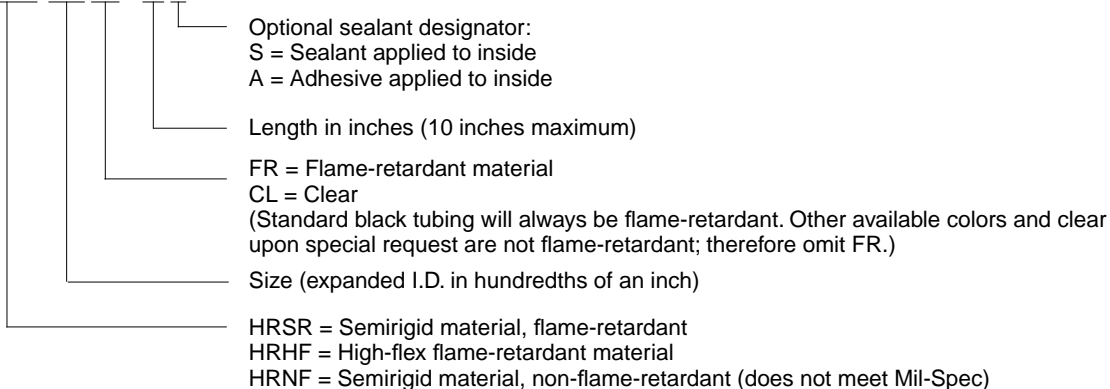 Optional sealant designator:
S = Sealant applied to inside
A = Adhesive applied to inside
Length in inches (10 inches maximum)
FR = Flame-retardant material
CL = Clear
(Standard black tubing will always be flame-retardant. Other available colors and clear
upon special request are not flame-retardant; therefore omit FR.)
Size (expanded I.D. in hundredths of an inch)
HRSR = Semirigid material, flame-retardant
HRHF = High-flex flame-retardant material
HRNF = Semirigid material, non-flame-retardant (does not meet Mil-Spec)